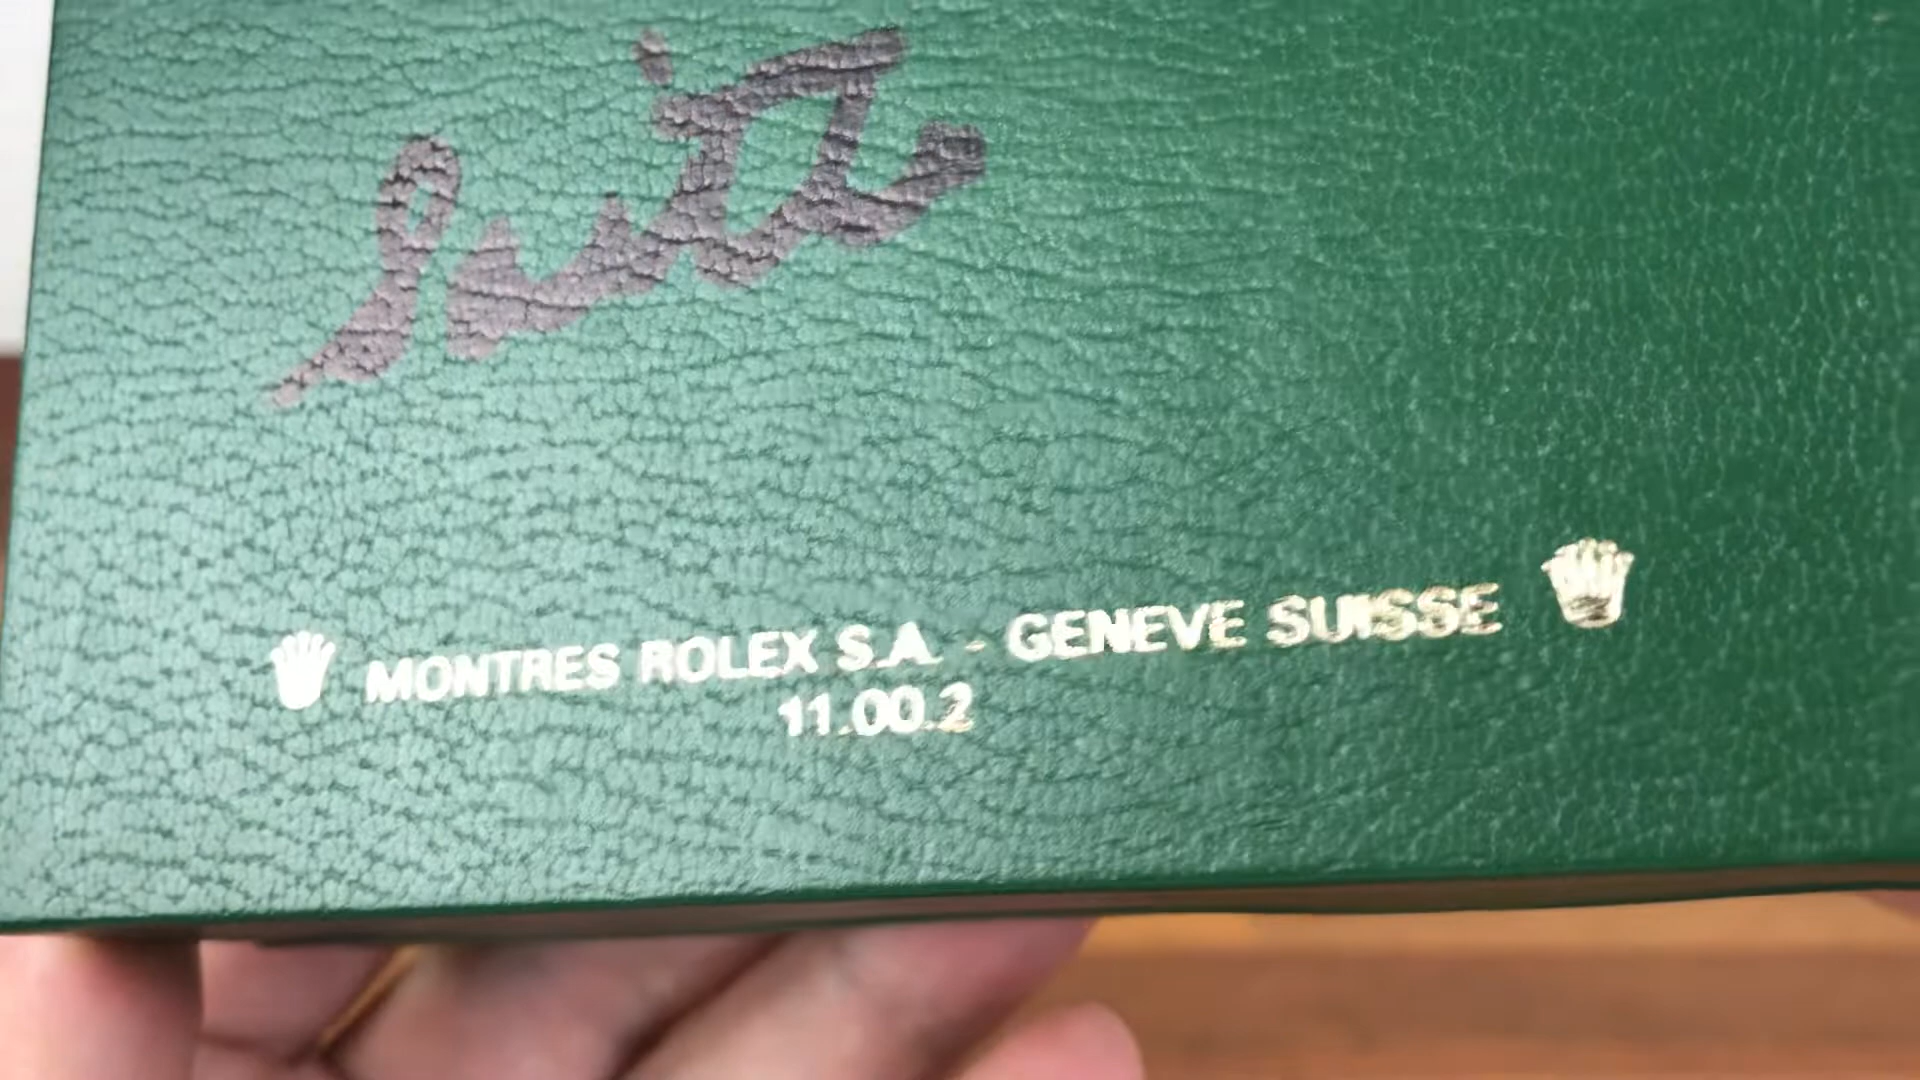 MONTRES ROLEX S.A. - GENEVE SUISSE
11.00.2